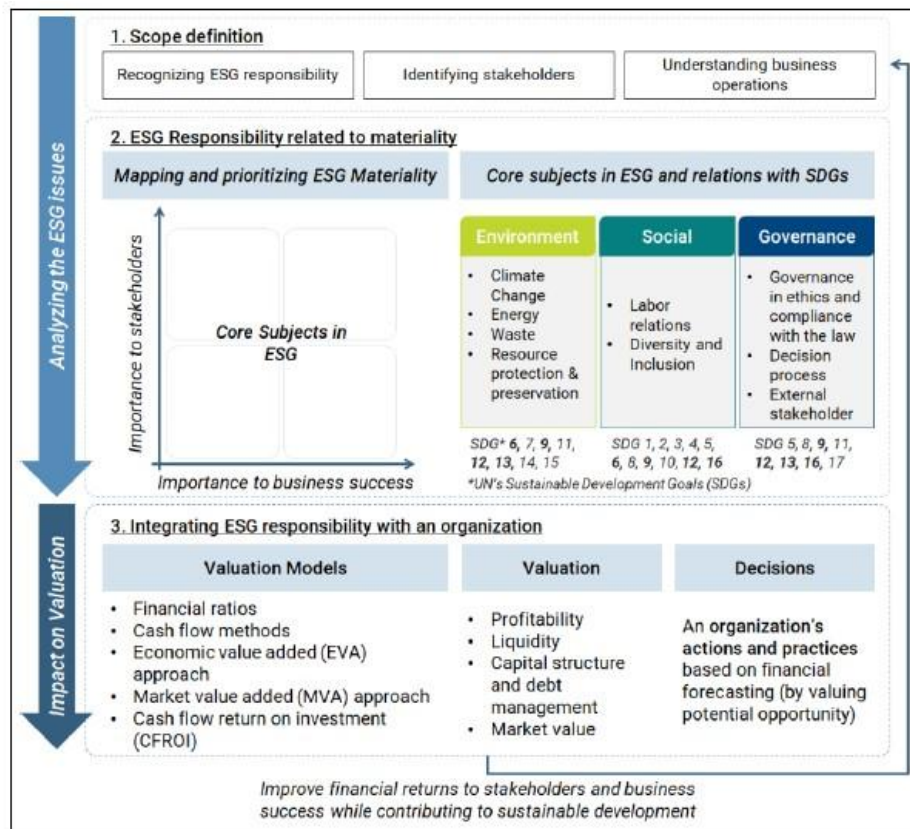 1. Scope definition
Recognizing ESG responsibility
Identifying stakeholders
Understanding business
operations
Analyzing the ESG issues
2. ESG Responsibility related to materiality
Mapping and prioritizing ESG Materiality
Importance to stakeholders
Core Subjects in
ESG
Importance to business success
Core subjects in ESG and relations with SDGs
Environment
• Climate
Change
• Energy
• Waste
• Resource
protection &
preservation
SDG* 6, 7, 9, 11,
12, 13, 14, 15
Social
• Labor
relations
• Diversity and
Inclusion
SDG 1, 2, 3, 4, 5,
6, 8, 9, 10, 12, 16
Governance
• Governance
in ethics and
compliance
with the law
• Decision
process
• External
stakeholder
SDG 5, 8, 9, 11,
12, 13, 16, 17
*UN's Sustainable Development Goals (SDGs)
Impact on Valuation
3. Integrating ESG responsibility with an organization
Valuation Models
• Financial ratios
• Cash flow methods
• Economic value added (EVA)
approach
• Market value added (MVA) approach
• Cash flow return on investment
(CFROI)
Valuation
• Profitability
• Liquidity
• Capital structure
and debt
management
• Market value
Decisions
An organization's
actions and practices
based on financial
forecasting (by valuing
potential opportunity)
Improve financial returns to stakeholders and business
success while contributing to sustainable development